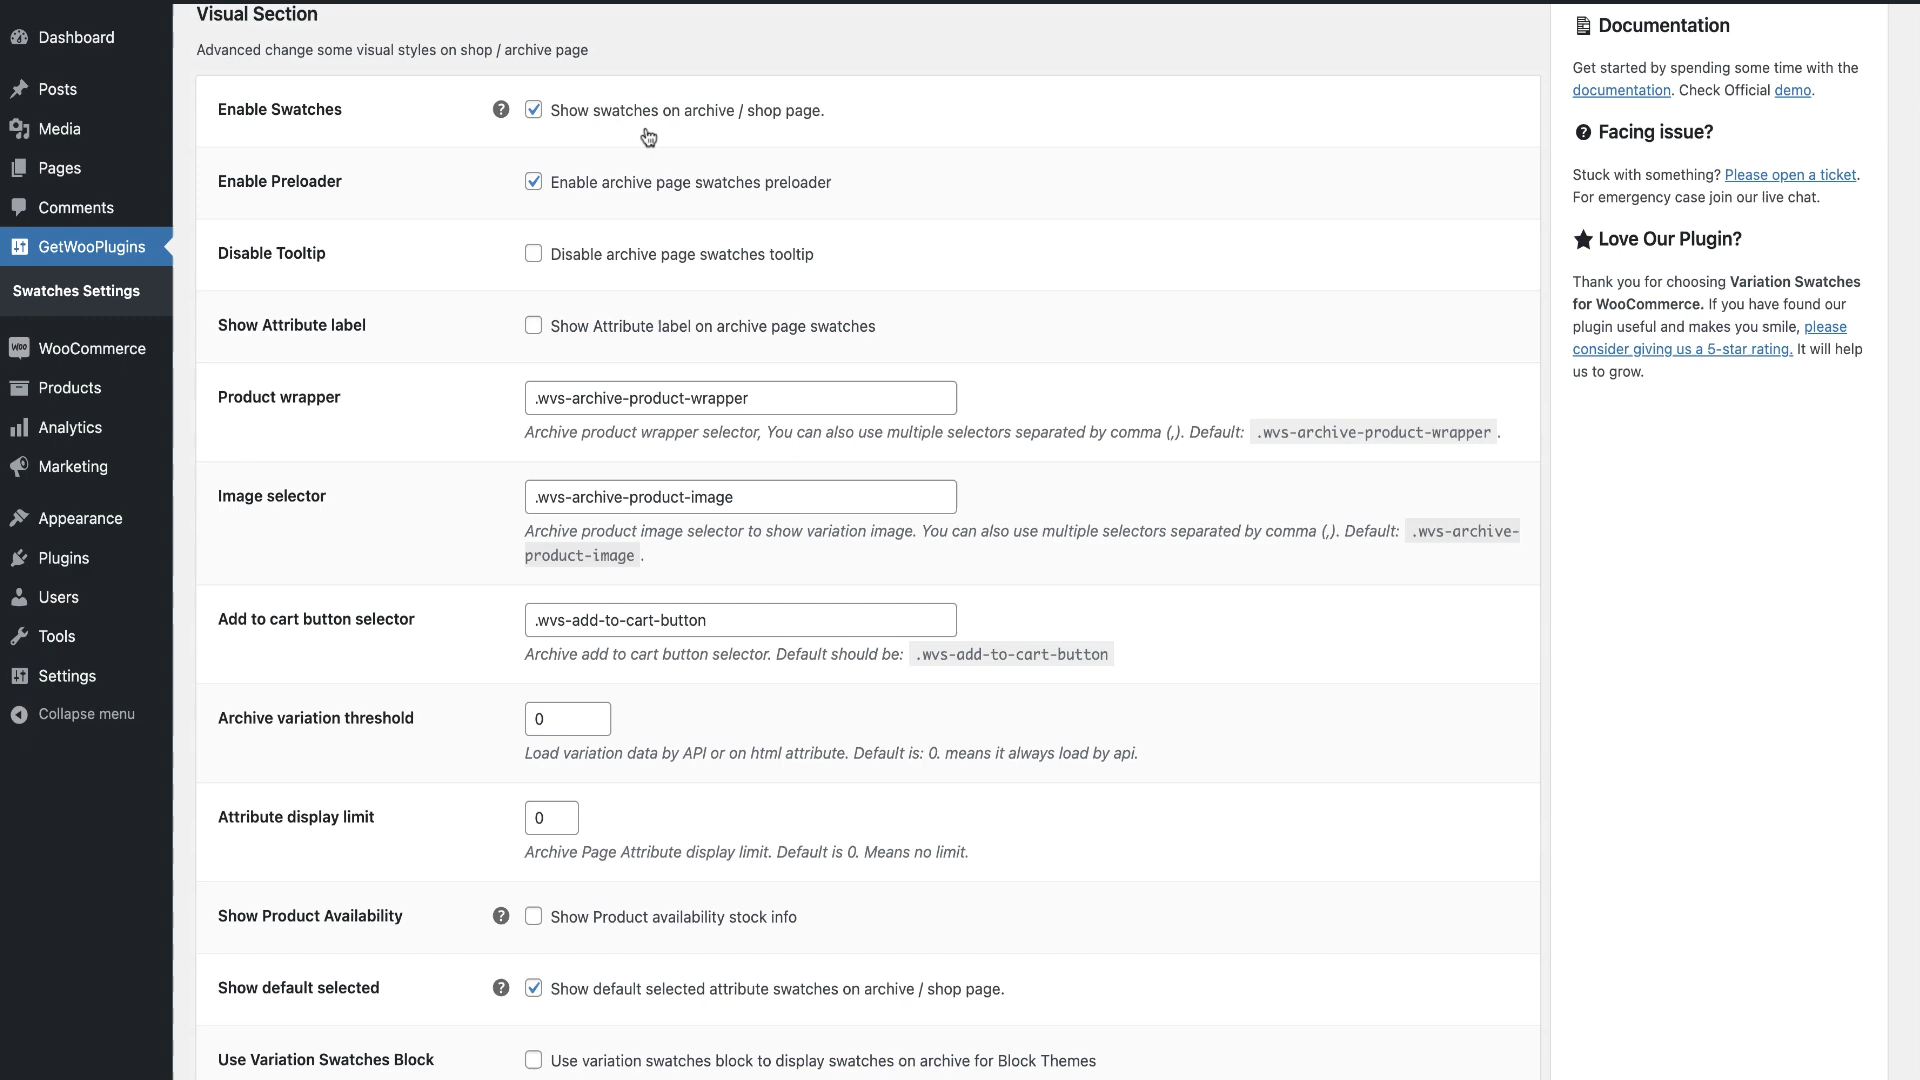 Dashboard
Posts
Media
Pages
Comments
GetWooPlugins
Swatches Settings
Woo WooCommerce
Products
Analytics
Marketing
Appearance
Plugins
Users
Tools
Settings
Collapse menu
Visual Section
Advanced change some visual styles on shop / archive page
Enable Swatches ? Show swatches on archive / shop page.
Enable Preloader Enable archive page swatches preloader
Disable Tooltip Disable archive page swatches tooltip
Show Attribute label Show Attribute label on archive page swatches
Product wrapper .wvs-archive-product-wrapper
Archive product wrapper selector, You can also use multiple selectors separated by comma (,). Default: .wvs-archive-product-wrapper .
Image selector .wvs-archive-product-image
Archive product image selector to show variation image. You can also use multiple selectors separated by comma (,). Default: .wvs-archive-
product-image .
Add to cart button selector .wvs-add-to-cart-button
Archive add to cart button selector. Default should be: .wvs-add-to-cart-button
Archive variation threshold 0
Load variation data by API or on html attribute. Default is: 0. means it always load by api.
Attribute display limit 0
Archive Page Attribute display limit. Default is 0. Means no limit.
Show Product Availability ? Show Product availability stock info
Show default selected ? Show default selected attribute swatches on archive / shop page.
Use Variation Swatches Block Use variation swatches block to display swatches on archive for Block Themes
Documentation
Get started by spending some time with the
documentation. Check Official demo.
? Facing issue?
Stuck with something? Please open a ticket.
For emergency case join our live chat.
Love Our Plugin?
Thank you for choosing Variation Swatches
for WooCommerce. If you have found our
plugin useful and makes you smile, please
consider giving us a 5-star rating. It will help
us to grow.